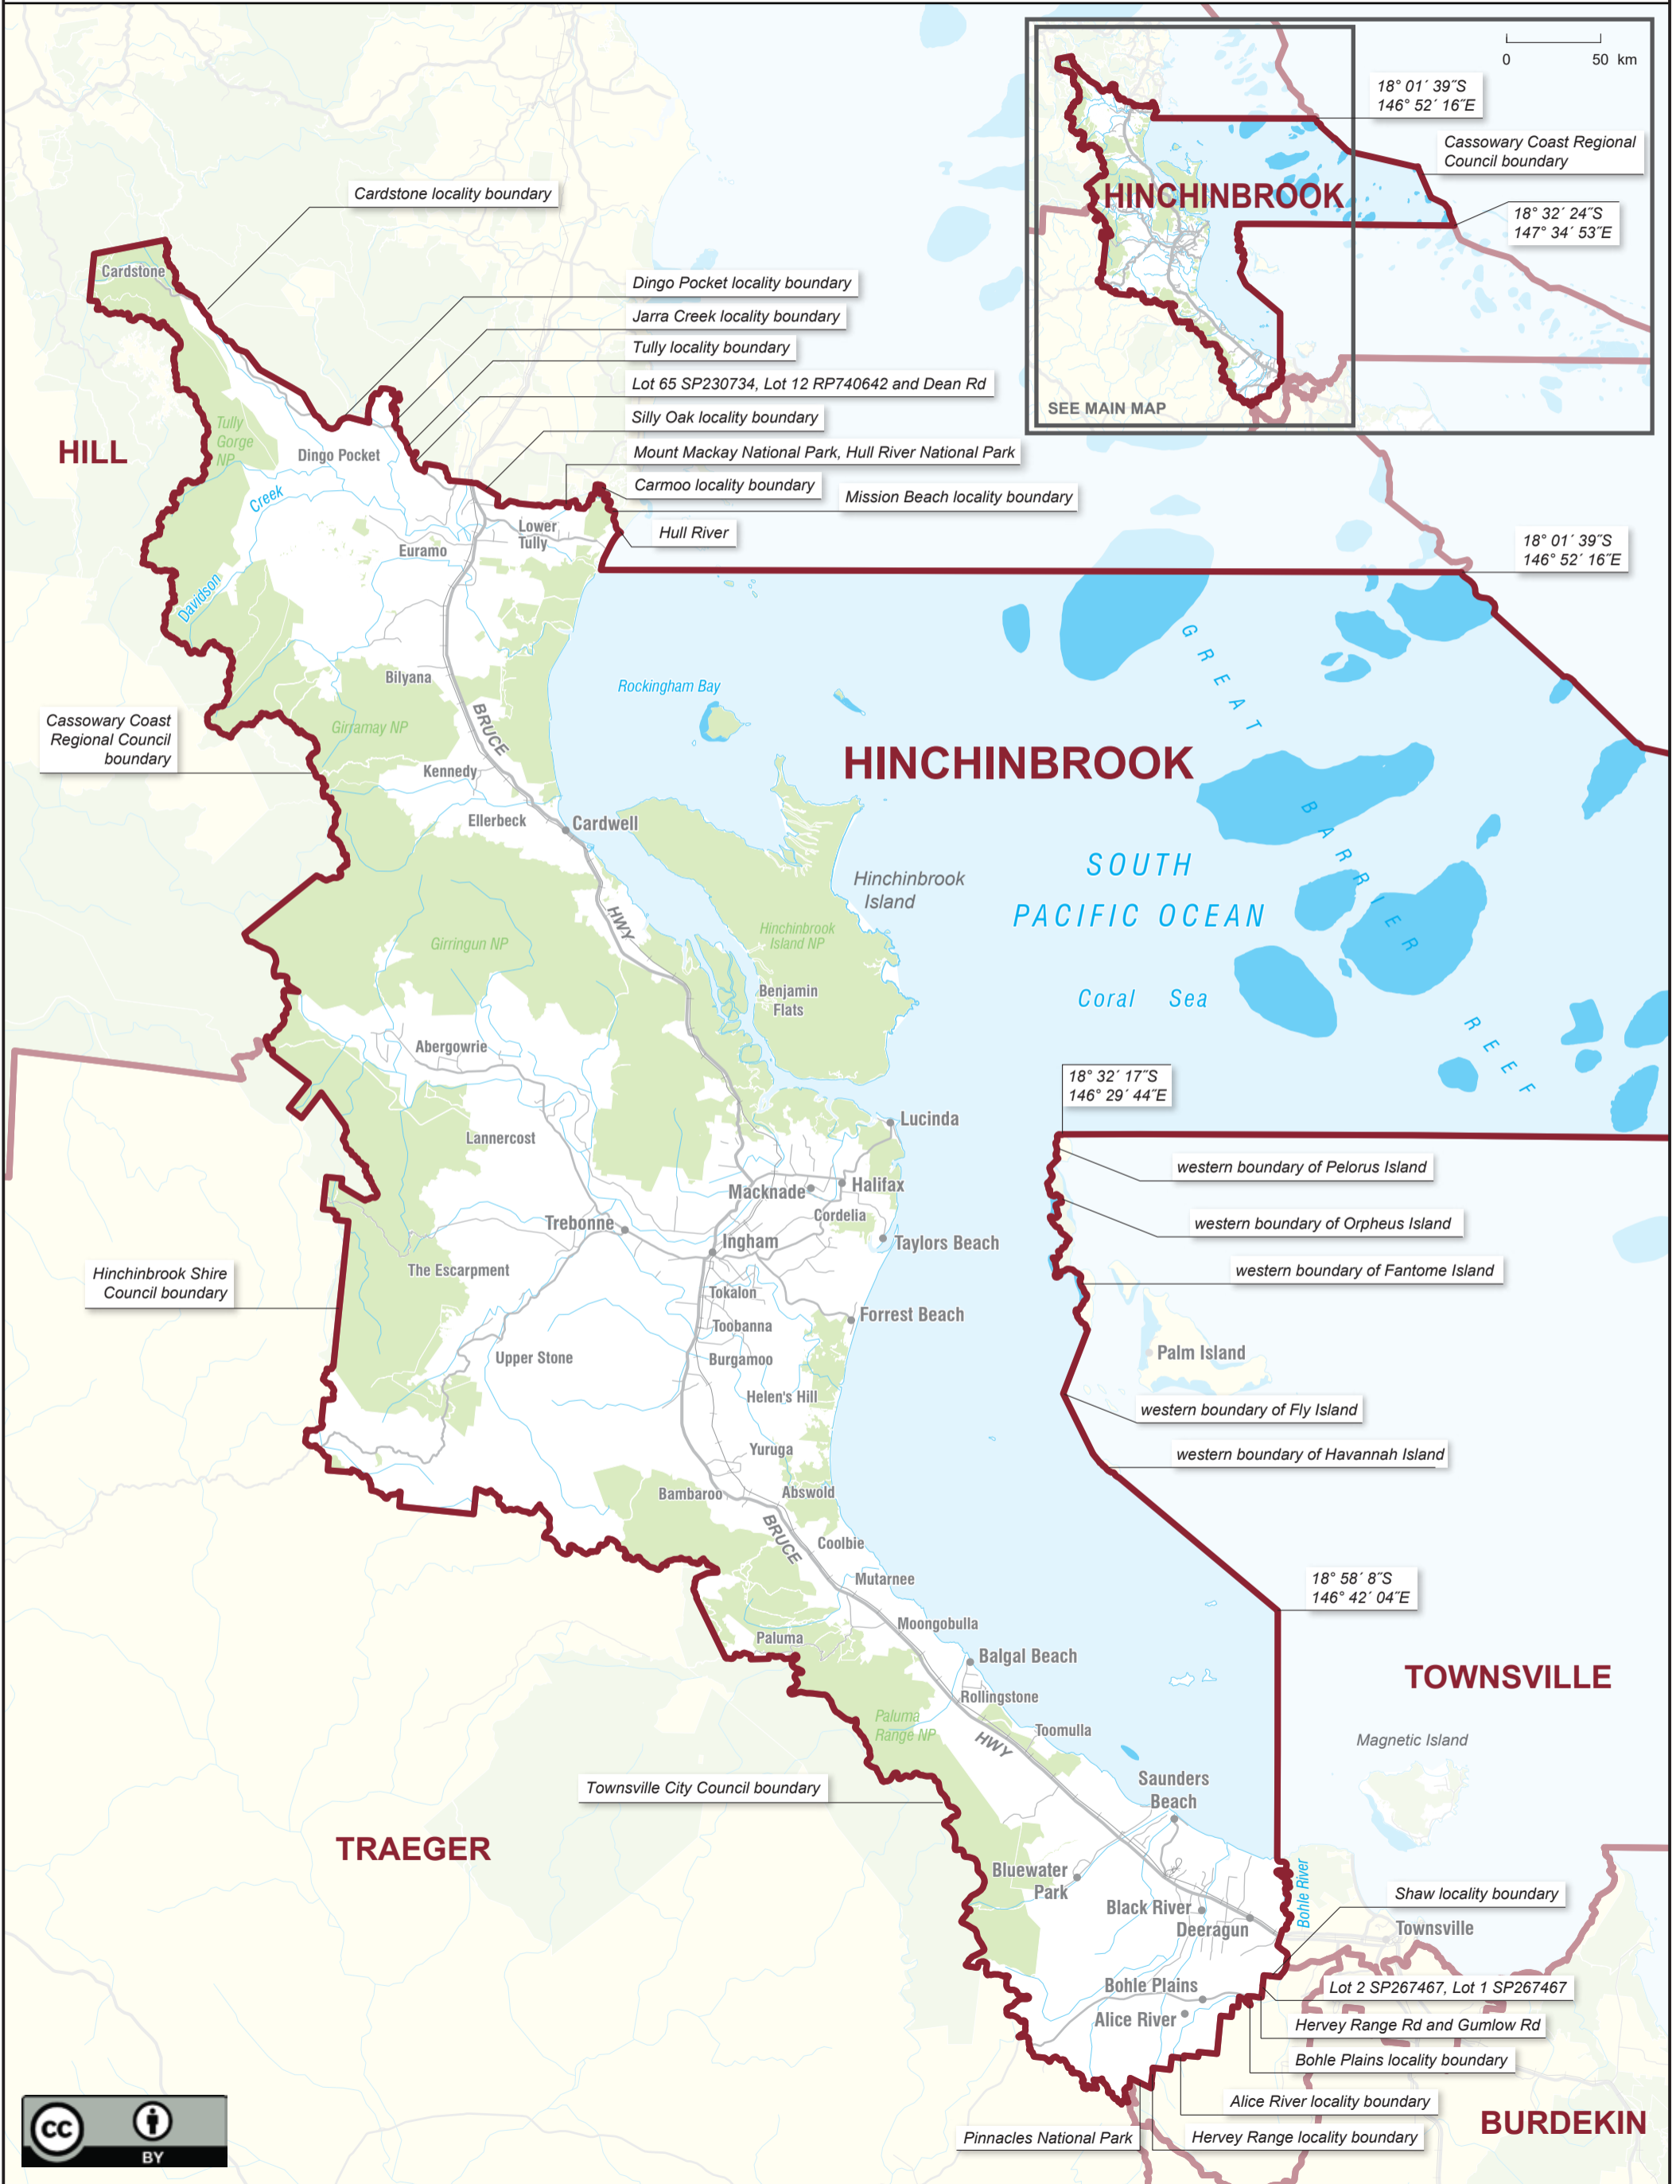 0 50 km
18° 01´ 39˝S
146° 52´ 16˝E
Cassowary Coast Regional
Council boundary
HINCHINBROOK
18° 32´ 24˝S
147° 34´ 53˝E
SEE MAIN MAP
Cardstone locality boundary
Cardstone
Dingo Pocket locality boundary
Jarra Creek locality boundary
Tully locality boundary
Lot 65 SP230734, Lot 12 RP740642 and Dean Rd
Silly Oak locality boundary
Mount Mackay National Park, Hull River National Park
Carmoo locality boundary
Mission Beach locality boundary
Hull River
HILL
Tully
Gorge
NP
Dingo Pocket
Creek
Davidson
Euramo
Lower
Tully
18° 01´ 39˝S
146° 52´ 16˝E
GREAT
BARRIER
REEF
Bilyana
Rockingham Bay
Cassowary Coast
Regional Council
boundary
Girramay NP
BRUCE
HWY
Kennedy
Ellerbeck
Cardwell
HINCHINBROOK
SOUTH
PACIFIC OCEAN
Coral Sea
Hinchinbrook
Island
Hinchinbrook
Island NP
Girringun NP
Benjamin
Flats
Abergowrie
18° 32´ 17˝S
146° 29´ 44˝E
Lucinda
Lannercost
western boundary of Pelorus Island
Macknade
Halifax
Cordelia
western boundary of Orpheus Island
Trebonne
Ingham
Taylors Beach
Hinchinbrook Shire
Council boundary
The Escarpment
western boundary of Fantome Island
Tokalon
Toobanna
Forrest Beach
Upper Stone
Burgamoo
Palm Island
Helen's Hill
western boundary of Fly Island
Yuruga
western boundary of Havannah Island
Bambaroo
Abswold
BRUCE
HWY
Coolbie
Mutarnee
18° 58´ 8˝S
146° 42´ 04˝E
Moongobulla
Paluma
Balgal Beach
TOWNSVILLE
Rollingstone
Paluma
Range NP
Toomulla
Magnetic Island
Townsville City Council boundary
Saunders
Beach
TRAEGER
Bluewater
Park
Bohle River
Shaw locality boundary
Black River
Deeragun
Townsville
Bohle Plains
Lot 2 SP267467, Lot 1 SP267467
Alice River
Hervey Range Rd and Gumlow Rd
Bohle Plains locality boundary
Alice River locality boundary
BURDEKIN
Pinnacles National Park
Hervey Range locality boundary
cc
BY